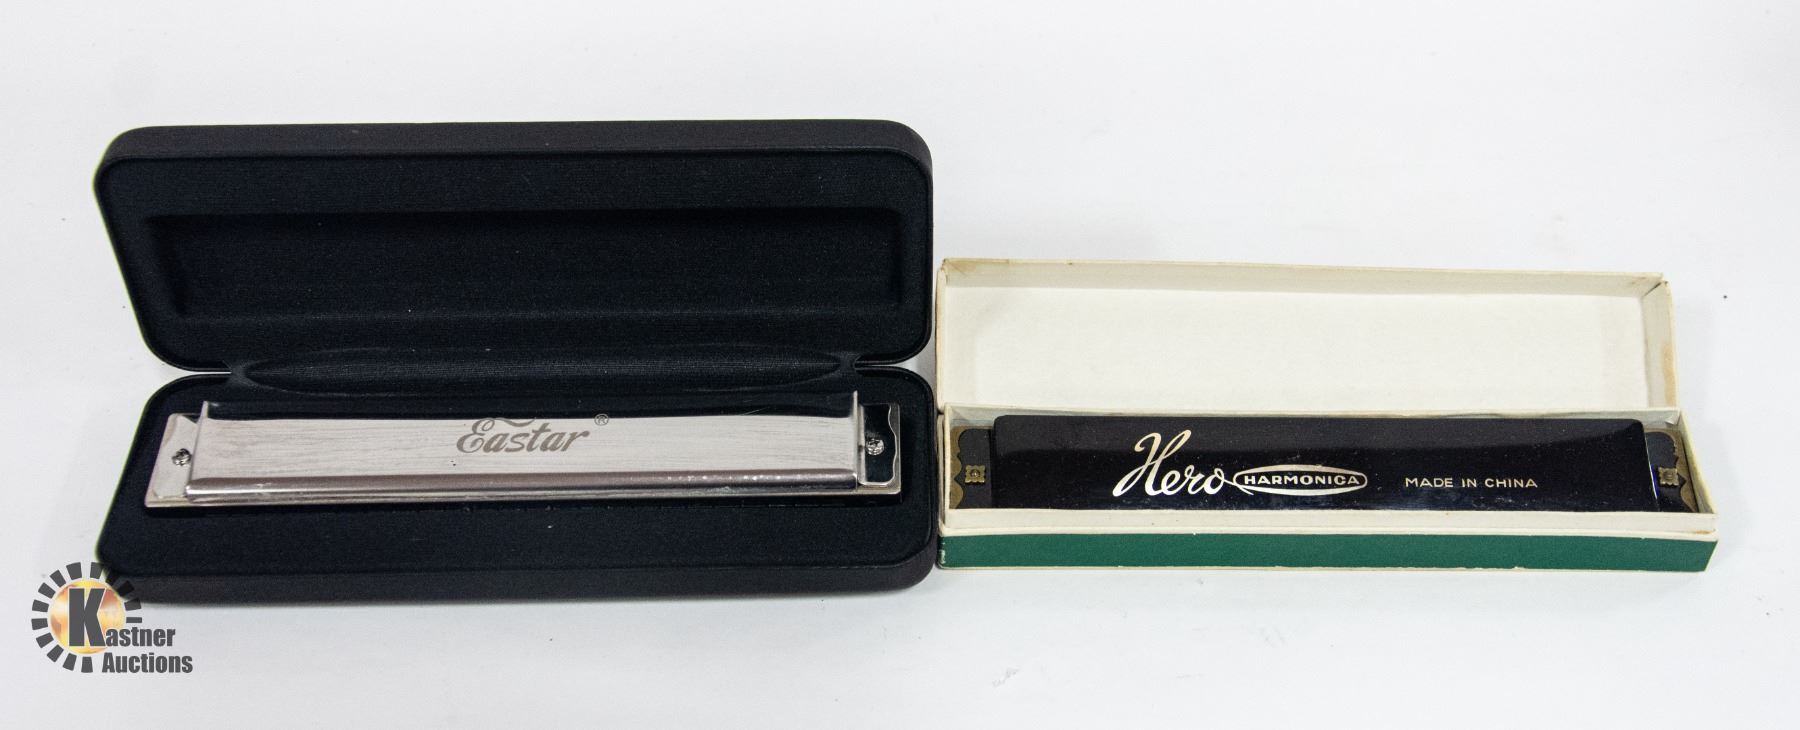 Eastar ®
Hero HARMONICA MADE IN CHINA
Kastner
Auctions